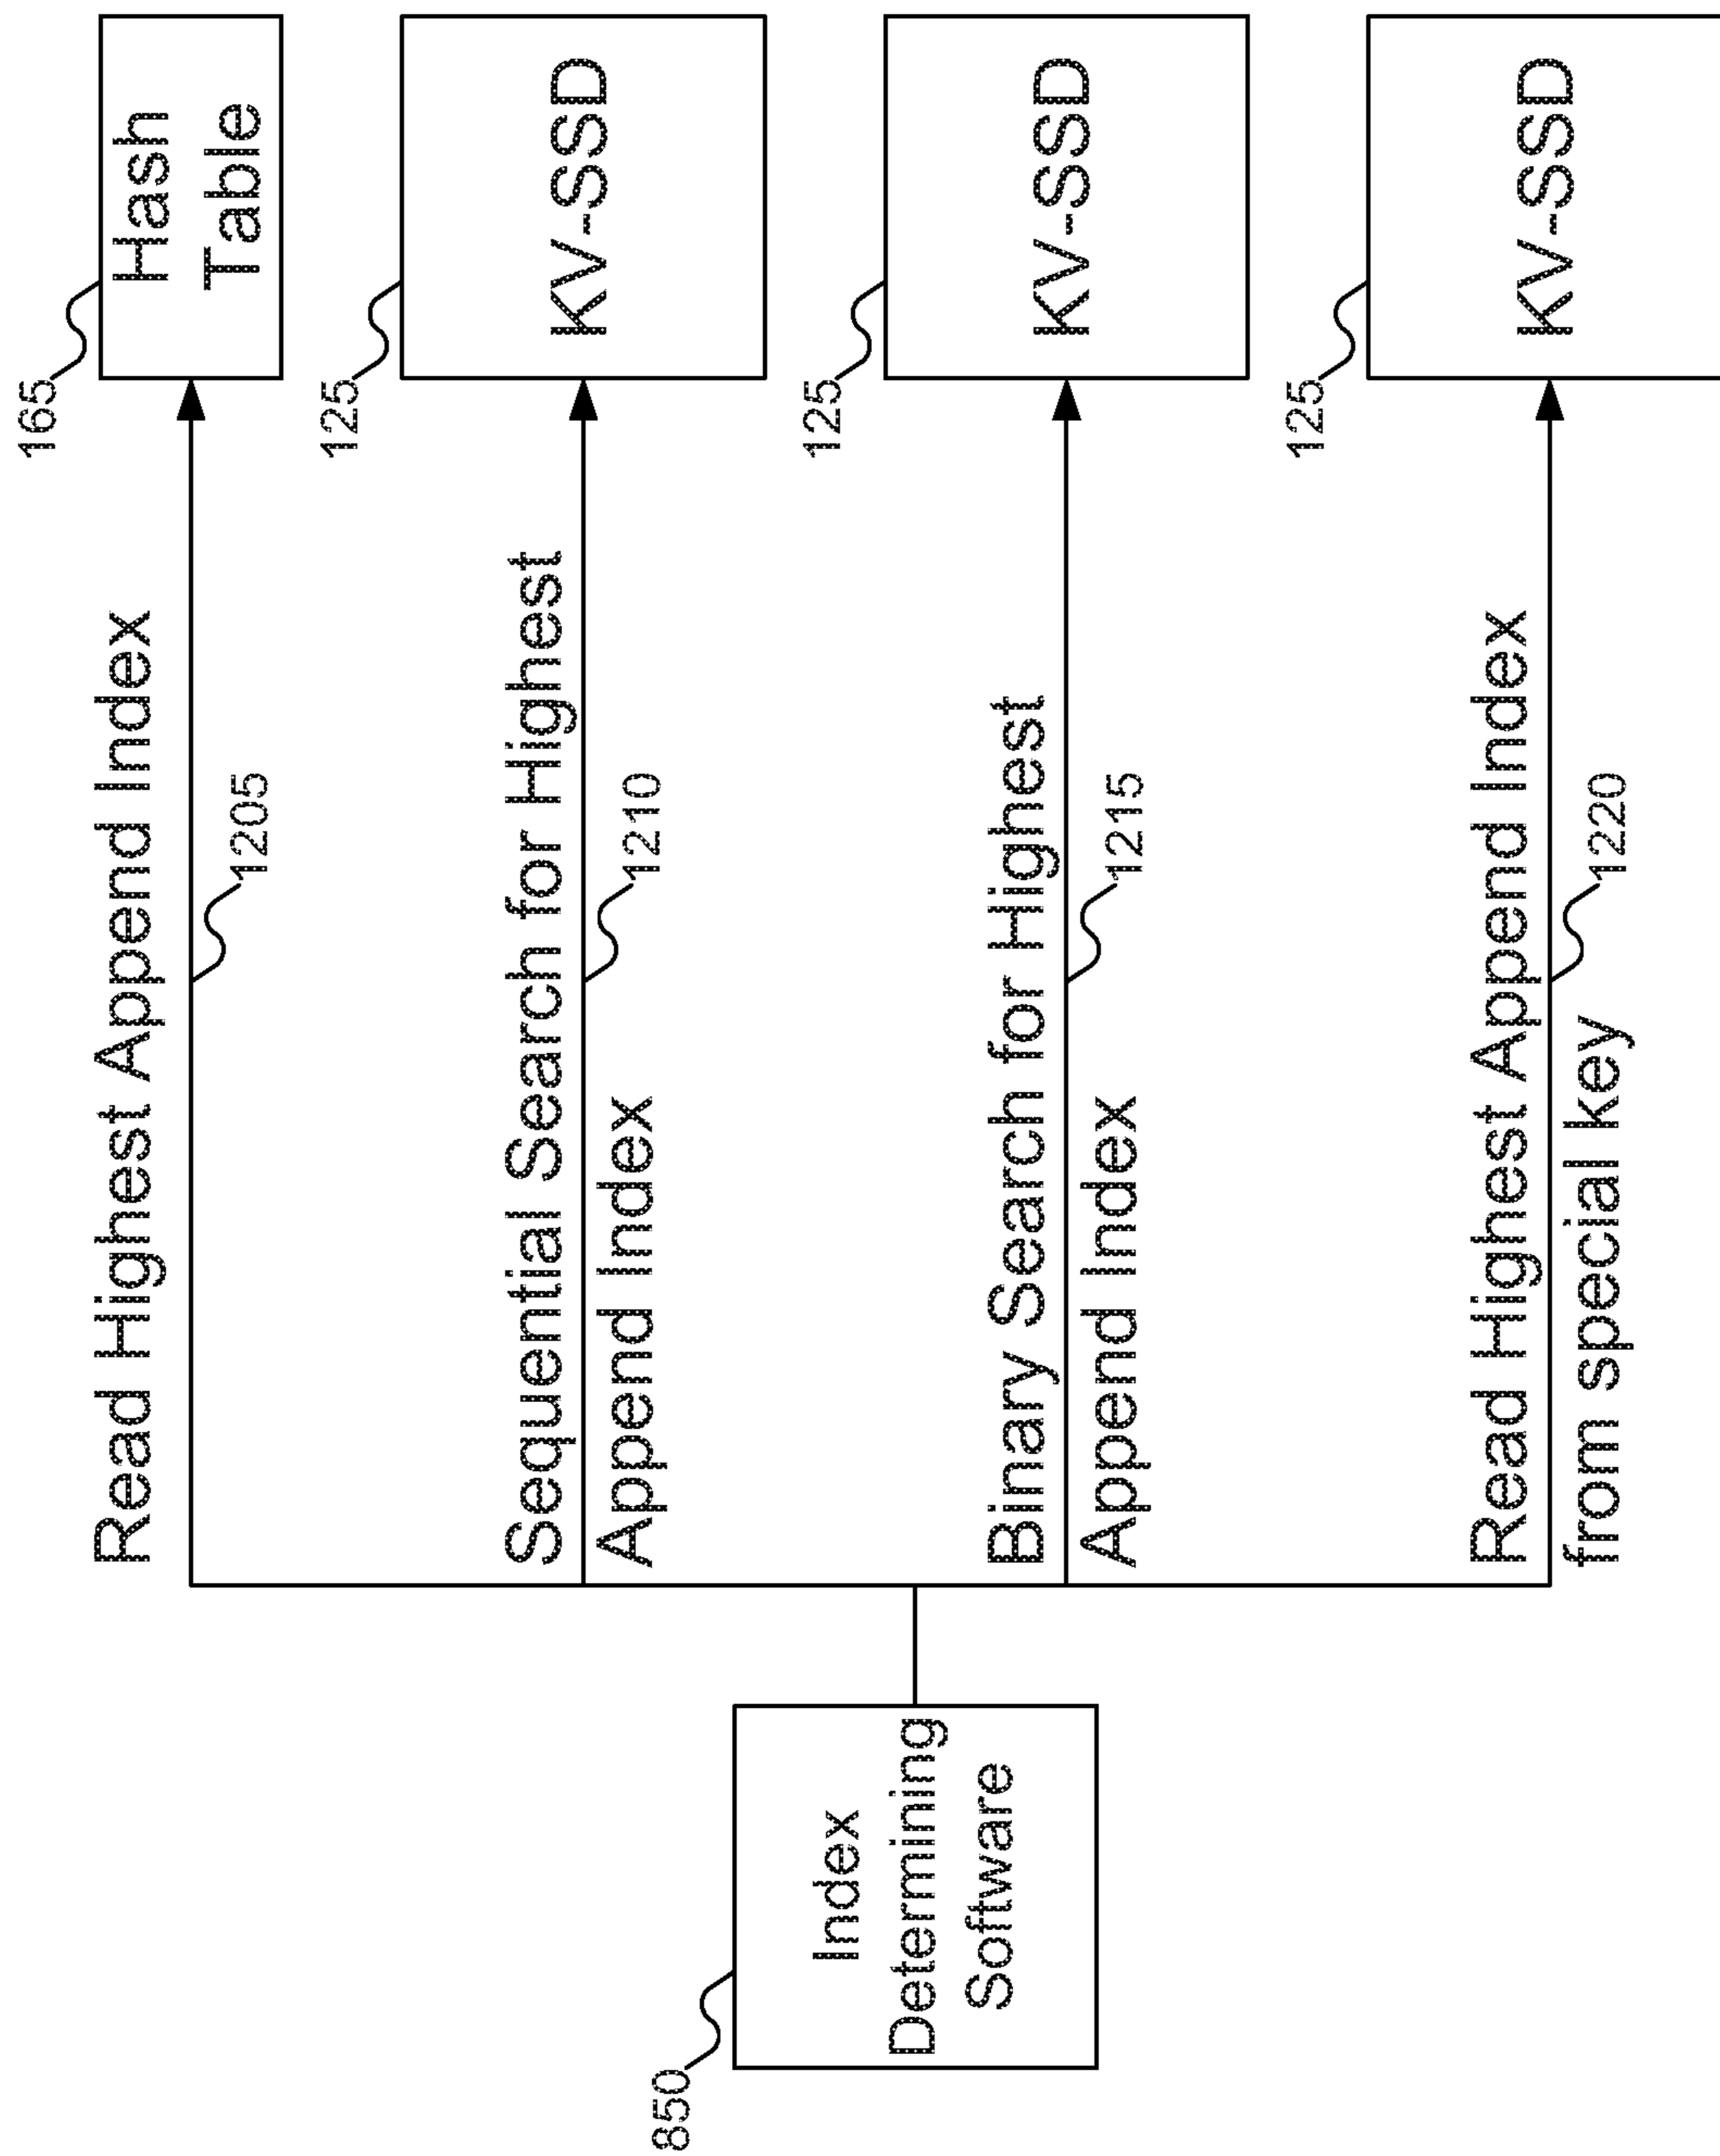 165
Hash
Table
Read Highest Append Index
1205
125
KV-SSD
Sequential Search for Highest
Append Index
1210
850
Index
Determining
Software
125
KV-SSD
Binary Search for Highest
Append Index
1215
125
KV-SSD
Read Highest Append Index
from special key
1220